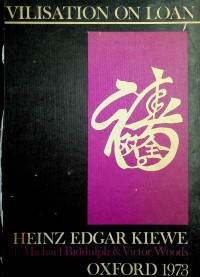 VILISATION ON LOAN
HEINZ EDGAR KIEWE
Michael Biddulph & Victor Woods
OXFORD 1973